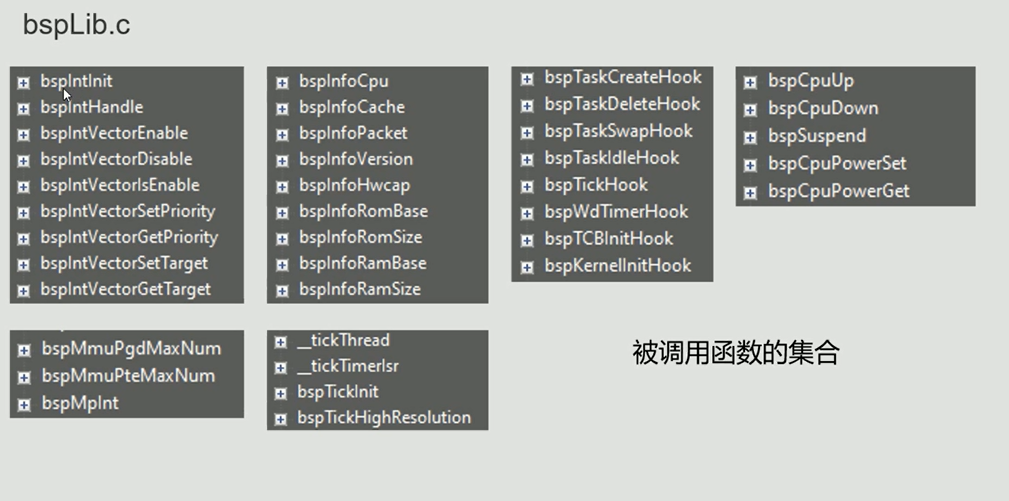 bspLib.c
bspIntInit
bspIntHandle
bspIntVectorEnable
bspIntVectorDisable
bspIntVectorIsEnable
bspIntVectorSetPriority
bspIntVectorGetPriority
bspIntVectorSetTarget
bspIntVectorGetTarget
bspInfoCpu
bspInfoCache
bspInfoPacket
bspInfoVersion
bspInfoHwcap
bspInfoRomBase
bspInfoRomSize
bspInfoRamBase
bspInfoRamSize
bspTaskCreateHook
bspTaskDeleteHook
bspTaskSwapHook
bspTaskIdleHook
bspTickHook
bspWdTimerHook
bspTCBInitHook
bspKernelInitHook
bspCpuUp
bspCpuDown
bspSuspend
bspCpuPowerSet
bspCpuPowerGet
bspMmuPgdMaxNum
bspMmuPteMaxNum
bspMpInt
__tickThread
__tickTimerIsr
bspTickInit
bspTickHighResolution
被调用函数的集合